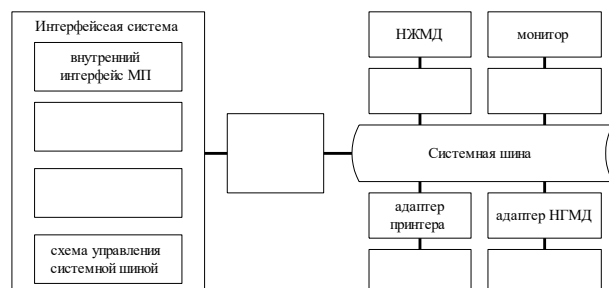 Интерфейсеая система
внутренний
интерфейс МП
схема управления
системной шиной
НЖМД
монитор
Системная шина
адаптер
принтера
адаптер НГМД